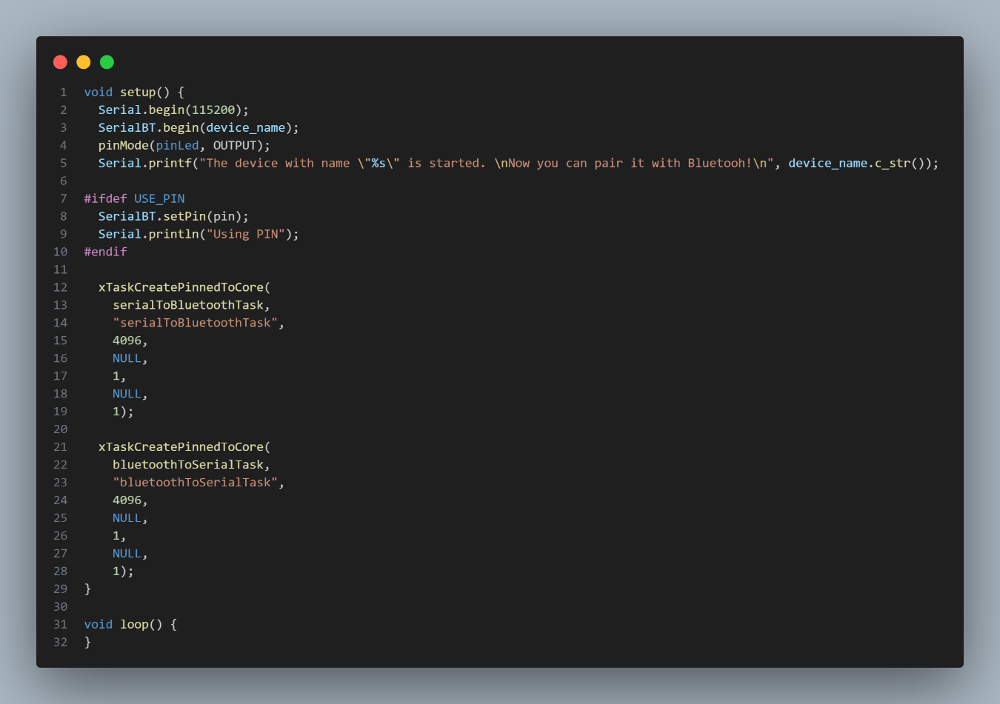 1 void setup() {
2   Serial.begin(115200);
3   SerialBT.begin(device_name);
4   pinMode(pinLed, OUTPUT);
5   Serial.printf("The device with name \"%s\" is started. \nNow you can pair it with Bluetooh!\n", device_name.c_str());
6
7 #ifdef USE_PIN
8   SerialBT.setPin(pin);
9   Serial.println("Using PIN");
10 #endif
11
12   xTaskCreatePinnedToCore(
13     serialToBluetoothTask,
14     "serialToBluetoothTask",
15     4096,
16     NULL,
17     1,
18     NULL,
19     1);
20
21   xTaskCreatePinnedToCore(
22     bluetoothToSerialTask,
23     "bluetoothToSerialTask",
24     4096,
25     NULL,
26     1,
27     NULL,
28     1);
29 }
30
31 void loop() {
32 }